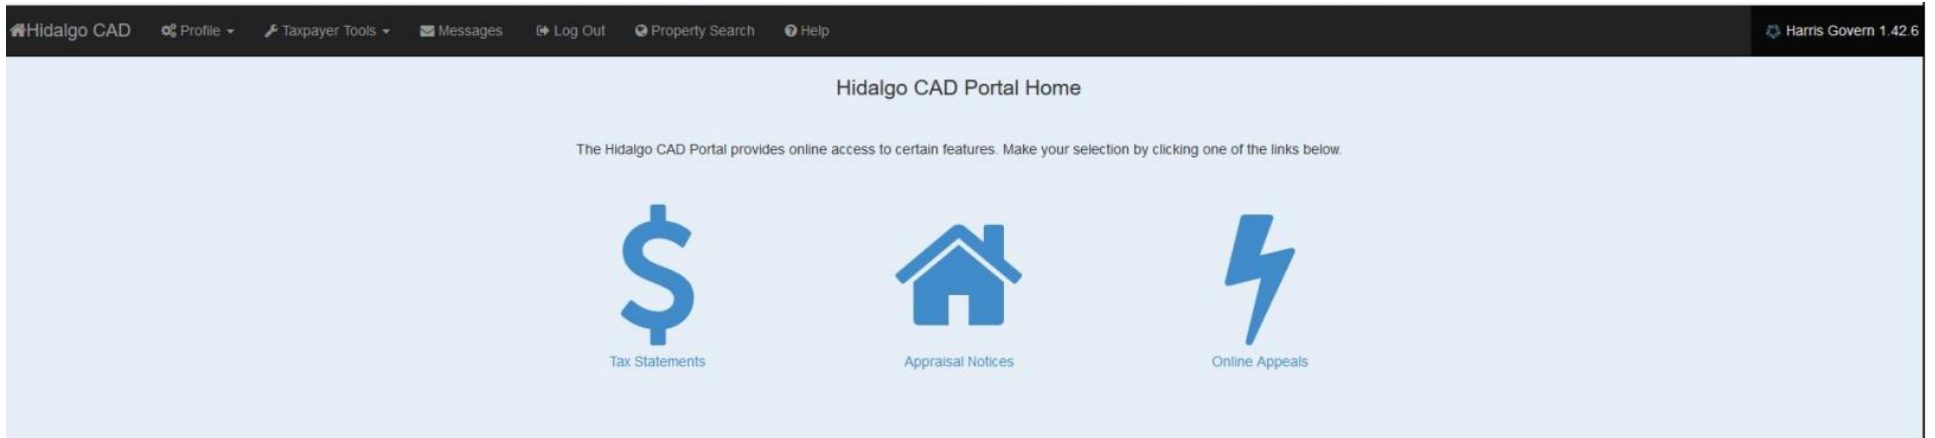 Hidalgo CAD Profile Taxpayer Tools Messages Log Out Property Search Help Harris Govern 1.42.6
Hidalgo CAD Portal Home
The Hidalgo CAD Portal provides online access to certain features. Make your selection by clicking one of the links below.
Tax Statements Appraisal Notices Online Appeals